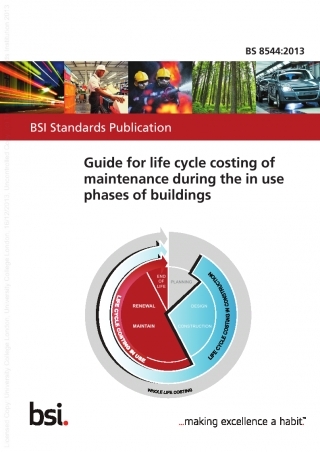 BS 8544:2013
BSI Standards Publication
Guide for life cycle costing of
maintenance during the in use
phases of buildings
END
OF
LIFE
PLANNING
RENEWAL
DESIGN
MAINTAIN
CONSTRUCTION
LIFE CYCLE COSTING IN USE
LIFE CYCLE COSTING IN CONSTRUCTION
WHOLE LIFE COSTING
bsi.
...making excellence a habit.™